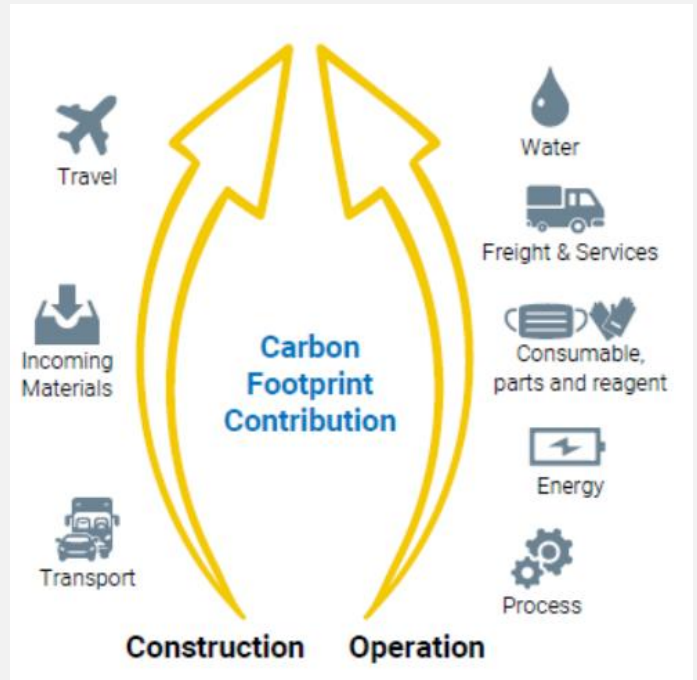 Travel
Incoming
Materials
Transport
Carbon
Footprint
Contribution
Water
Freight & Services
Consumable,
parts and reagent
Energy
Process
Construction
Operation